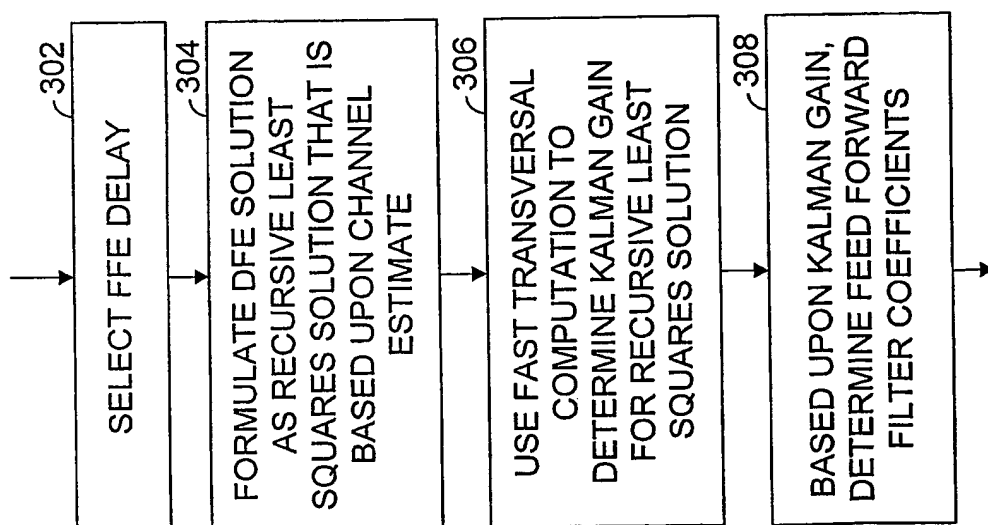 302
SELECT FFE DELAY
304
FORMULATE DFE SOLUTION
AS RECURSIVE LEAST
SQUARES SOLUTION THAT IS
BASED UPON CHANNEL
ESTIMATE
306
USE FAST TRANSVERSAL
COMPUTATION TO
DETERMINE KALMAN GAIN
FOR RECURSIVE LEAST
SQUARES SOLUTION
308
BASED UPON KALMAN GAIN,
DETERMINE FEED FORWARD
FILTER COEFFICIENTS